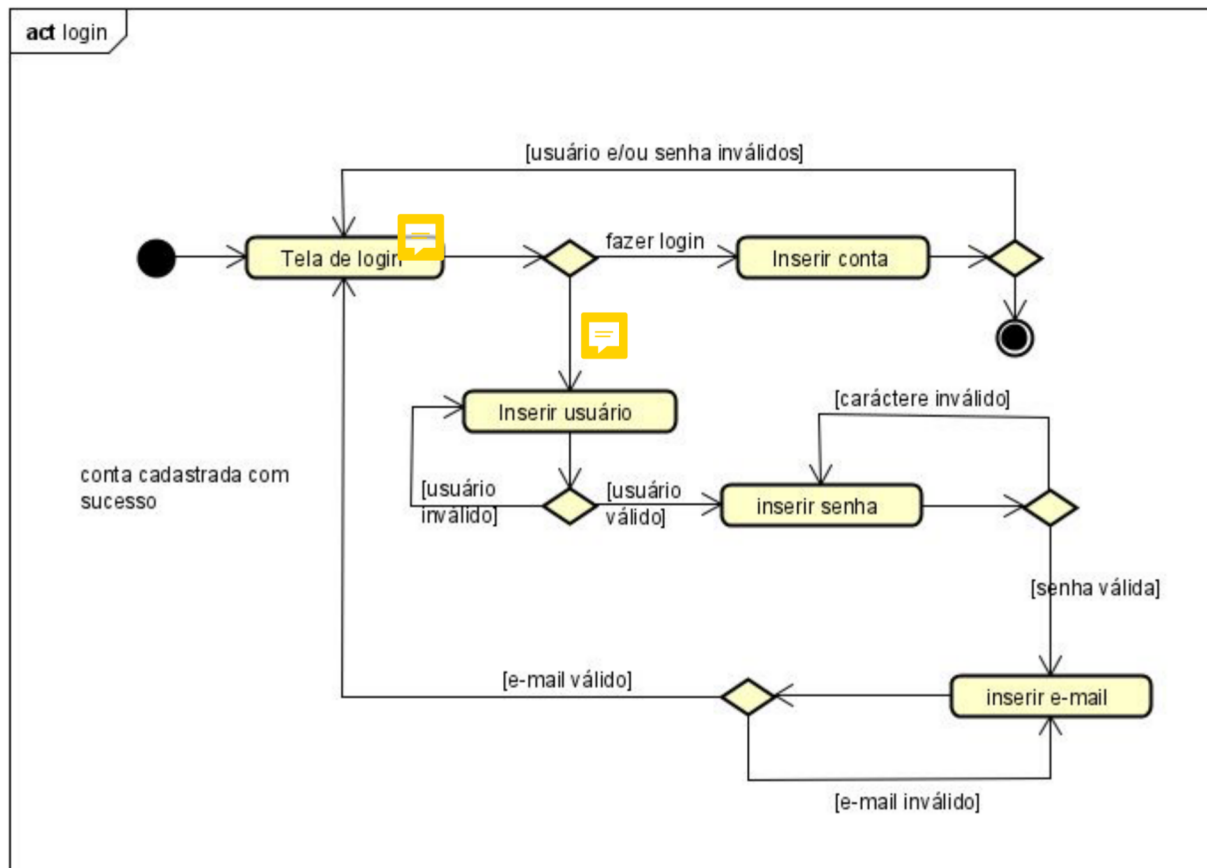 act login
[usuário e/ou senha inválidos]
Tela de login
fazer login
Inserir conta
Inserir usuário
[caráctere inválido]
conta cadastrada com
sucesso
[usuário
inválido]
[usuário
válido]
inserir senha
[senha válida]
[e-mail válido]
inserir e-mail
[e-mail inválido]